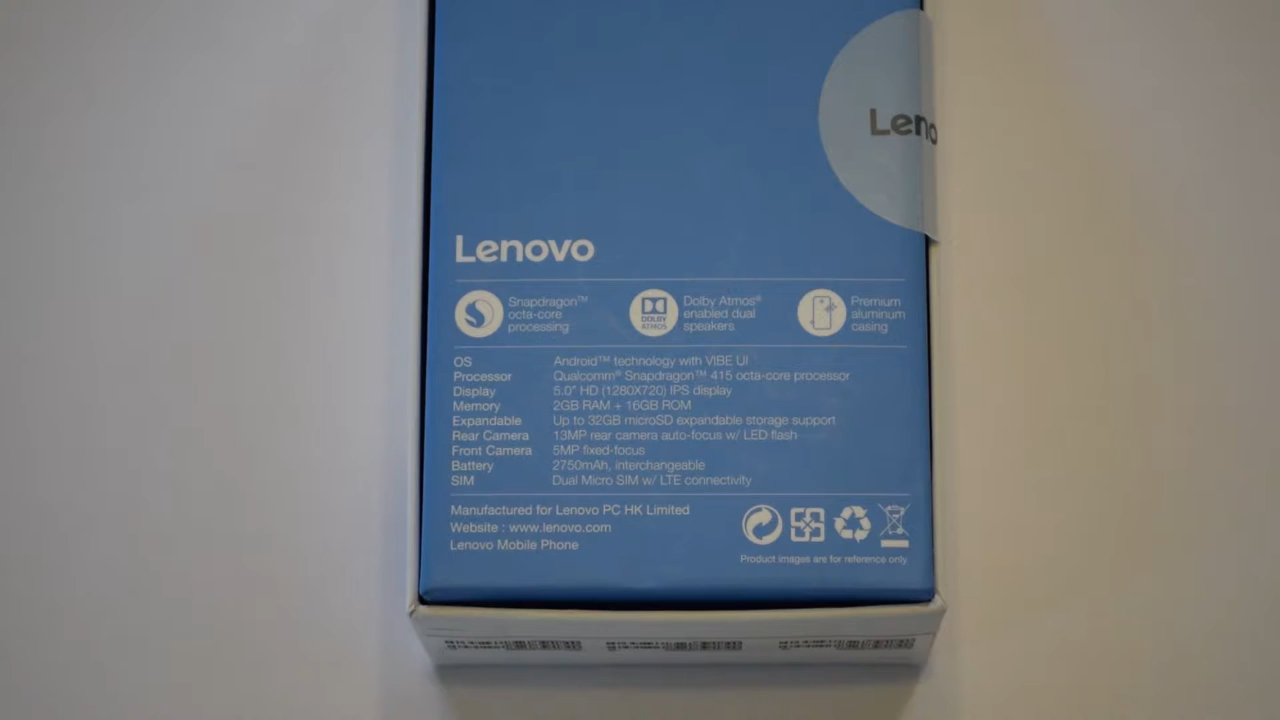 Leno
Lenovo
Snapdragon™
octa-core
processing
DOLBY
ATMOS
Dolby Atmos®
enabled dual
speakers
Premium
aluminum
casing
OS Android™ technology with VIBE UI
Processor Qualcomm® Snapdragon™ 415 octa-core processor
Display 5.0" HD (1280X720) IPS display
Memory 2GB RAM + 16GB ROM
Expandable Up to 32GB microSD expandable storage support
Rear Camera 13MP rear camera auto-focus w/ LED flash
Front Camera 5MP fixed-focus
Battery 2750mAh, interchangeable
SIM Dual Micro SIM w/ LTE connectivity
Manufactured for Lenovo PC HK Limited
Website : www.lenovo.com
Lenovo Mobile Phone
Product images are for reference only